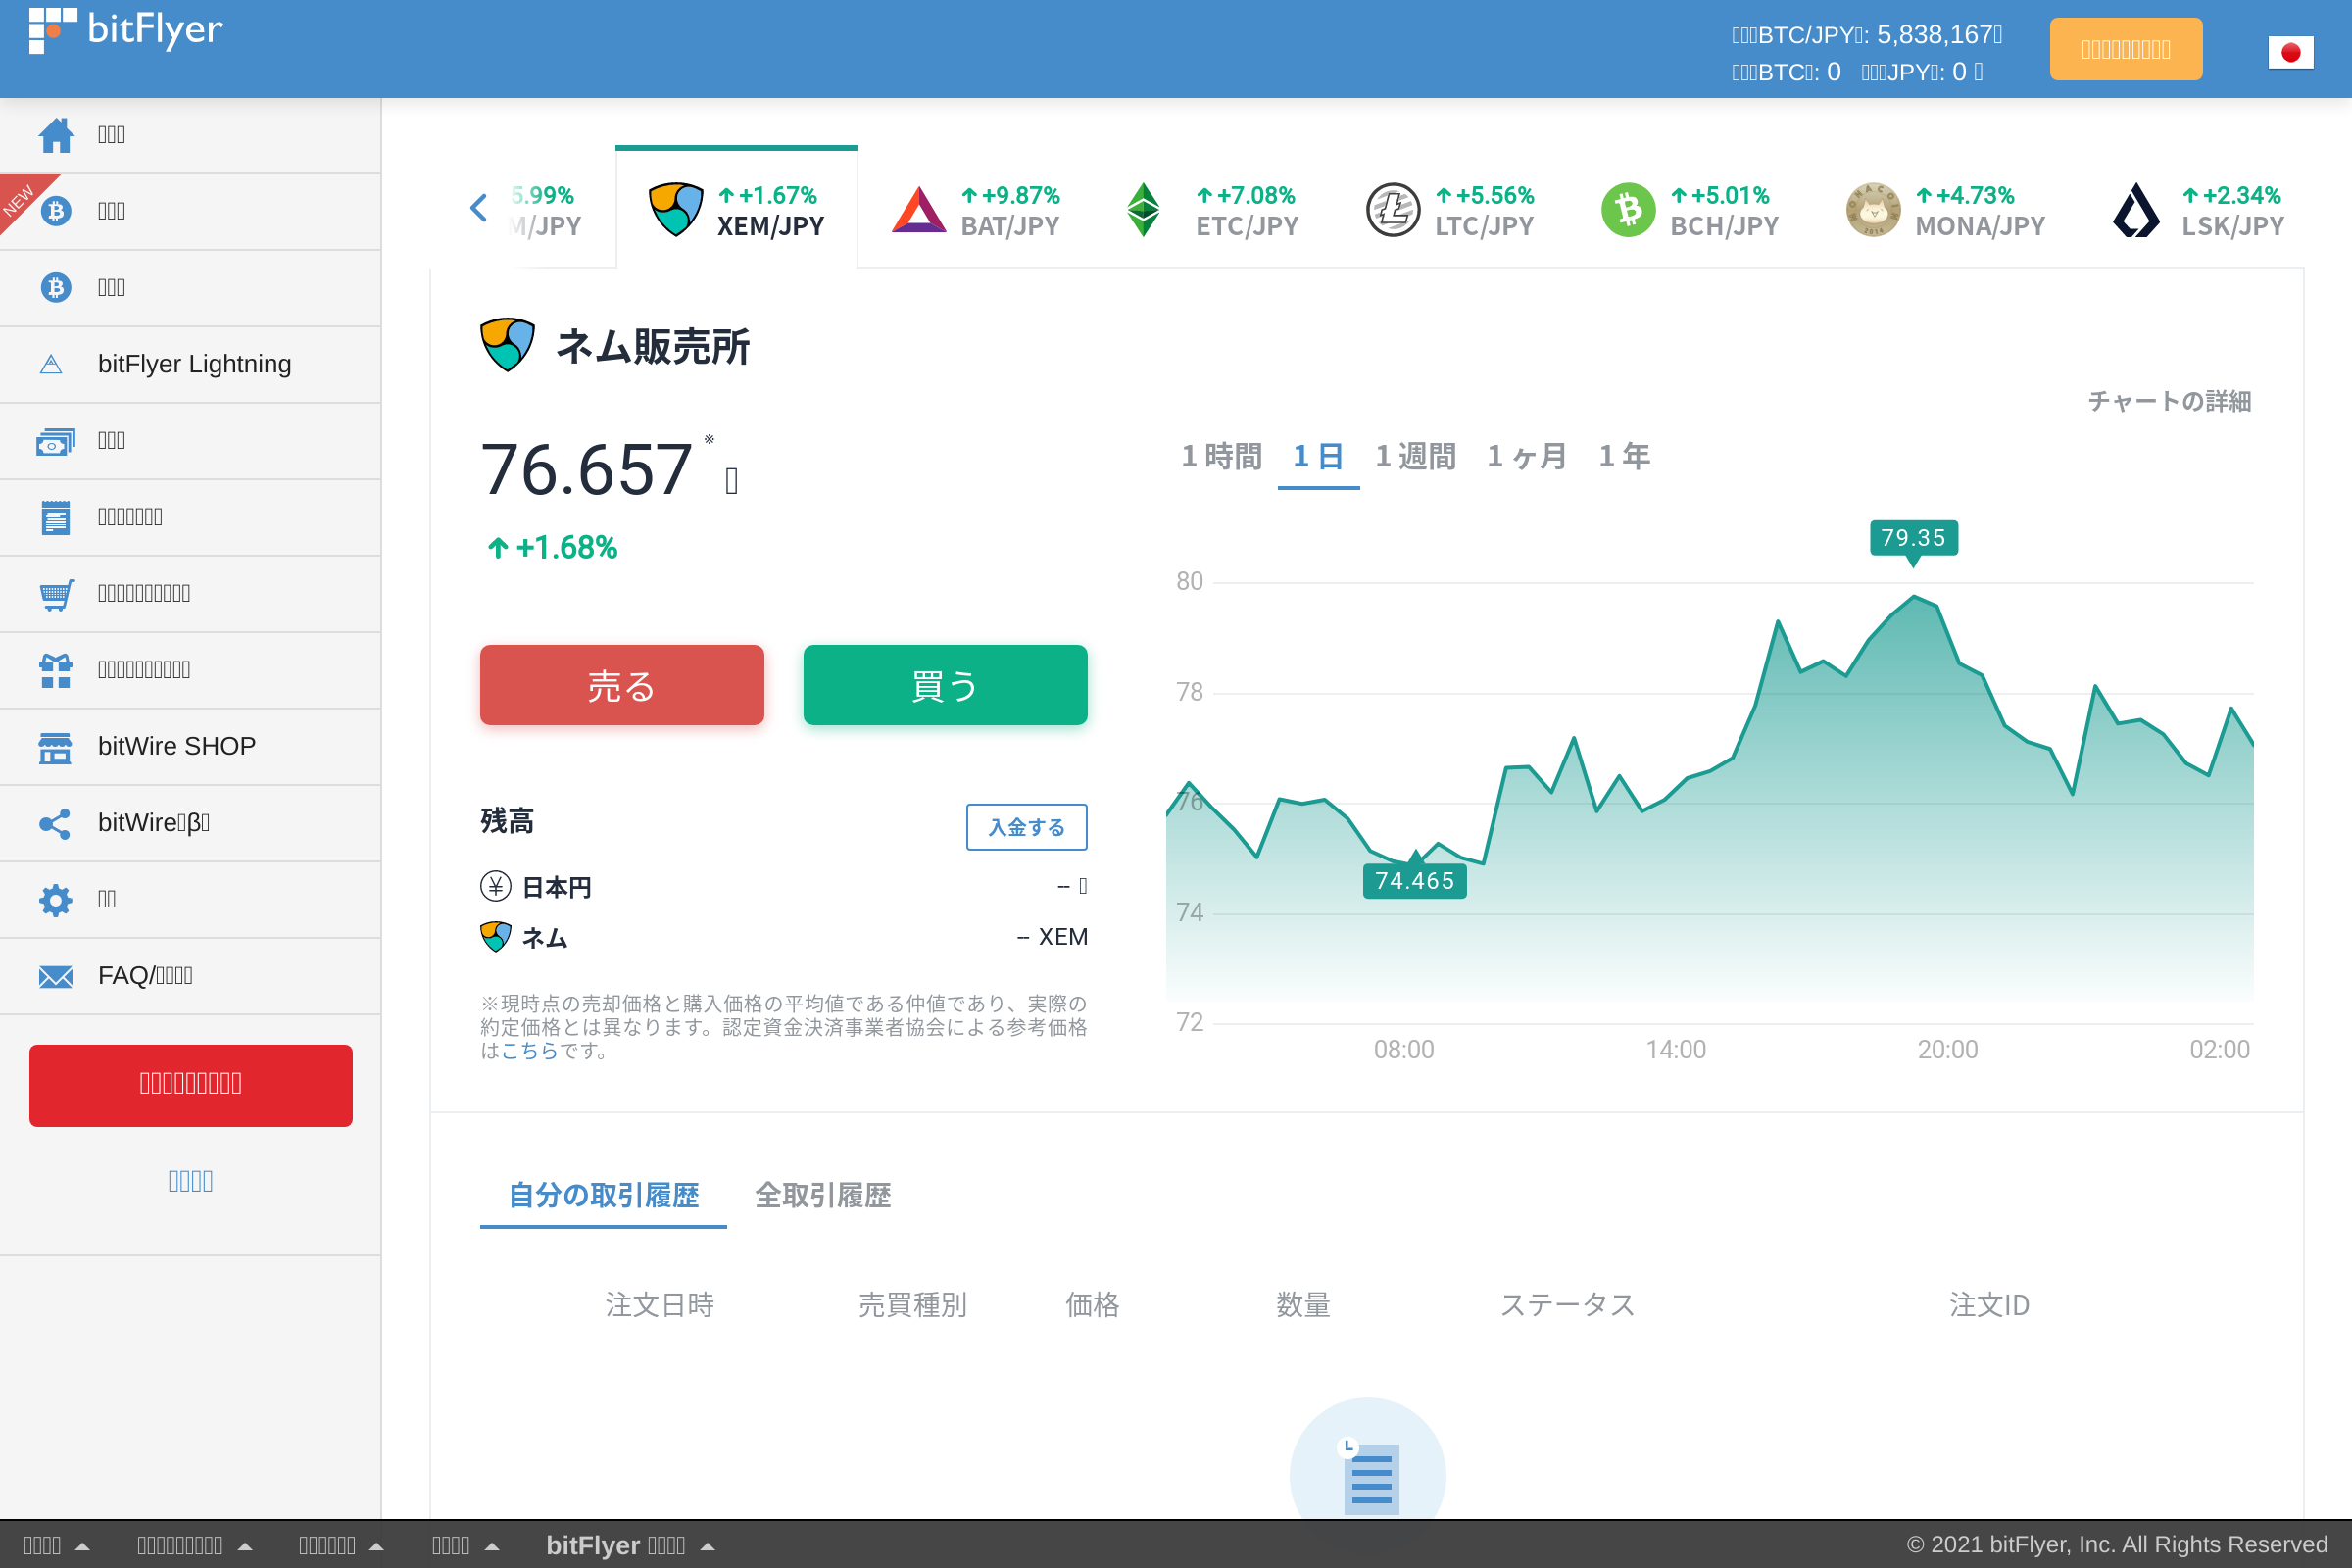 bitFlyer
BTC/JPY: 5,838,167
BTC: 0 JPY: 0
NEW
bitFlyer Lightning
bitWire SHOP
bitWire β
FAQ/
5.99%
M/JPY
+1.67%
XEM/JPY
+9.87%
BAT/JPY
+7.08%
ETC/JPY
+5.56%
LTC/JPY
+5.01%
BCH/JPY
+4.73%
MONA/JPY
+2.34%
LSK/JPY
ネム販売所
チャートの詳細
76.657 ※
+1.68%
1 時間 1 日 1 週間 1 ヶ月 1 年
売る 買う
残高 入金する
日本円 --
ネム -- XEM
※現時点の売却価格と購入価格の平均値である仲値であり、実際の
約定価格とは異なります。認定資金決済事業者協会による参考価格
はこちらです。
79.35
80
78
76
74.465
74
72
08:00 14:00 20:00 02:00
自分の取引履歴 全取引履歴
注文日時 売買種別 価格 数量 ステータス 注文ID
bitFlyer
© 2021 bitFlyer, Inc. All Rights Reserved